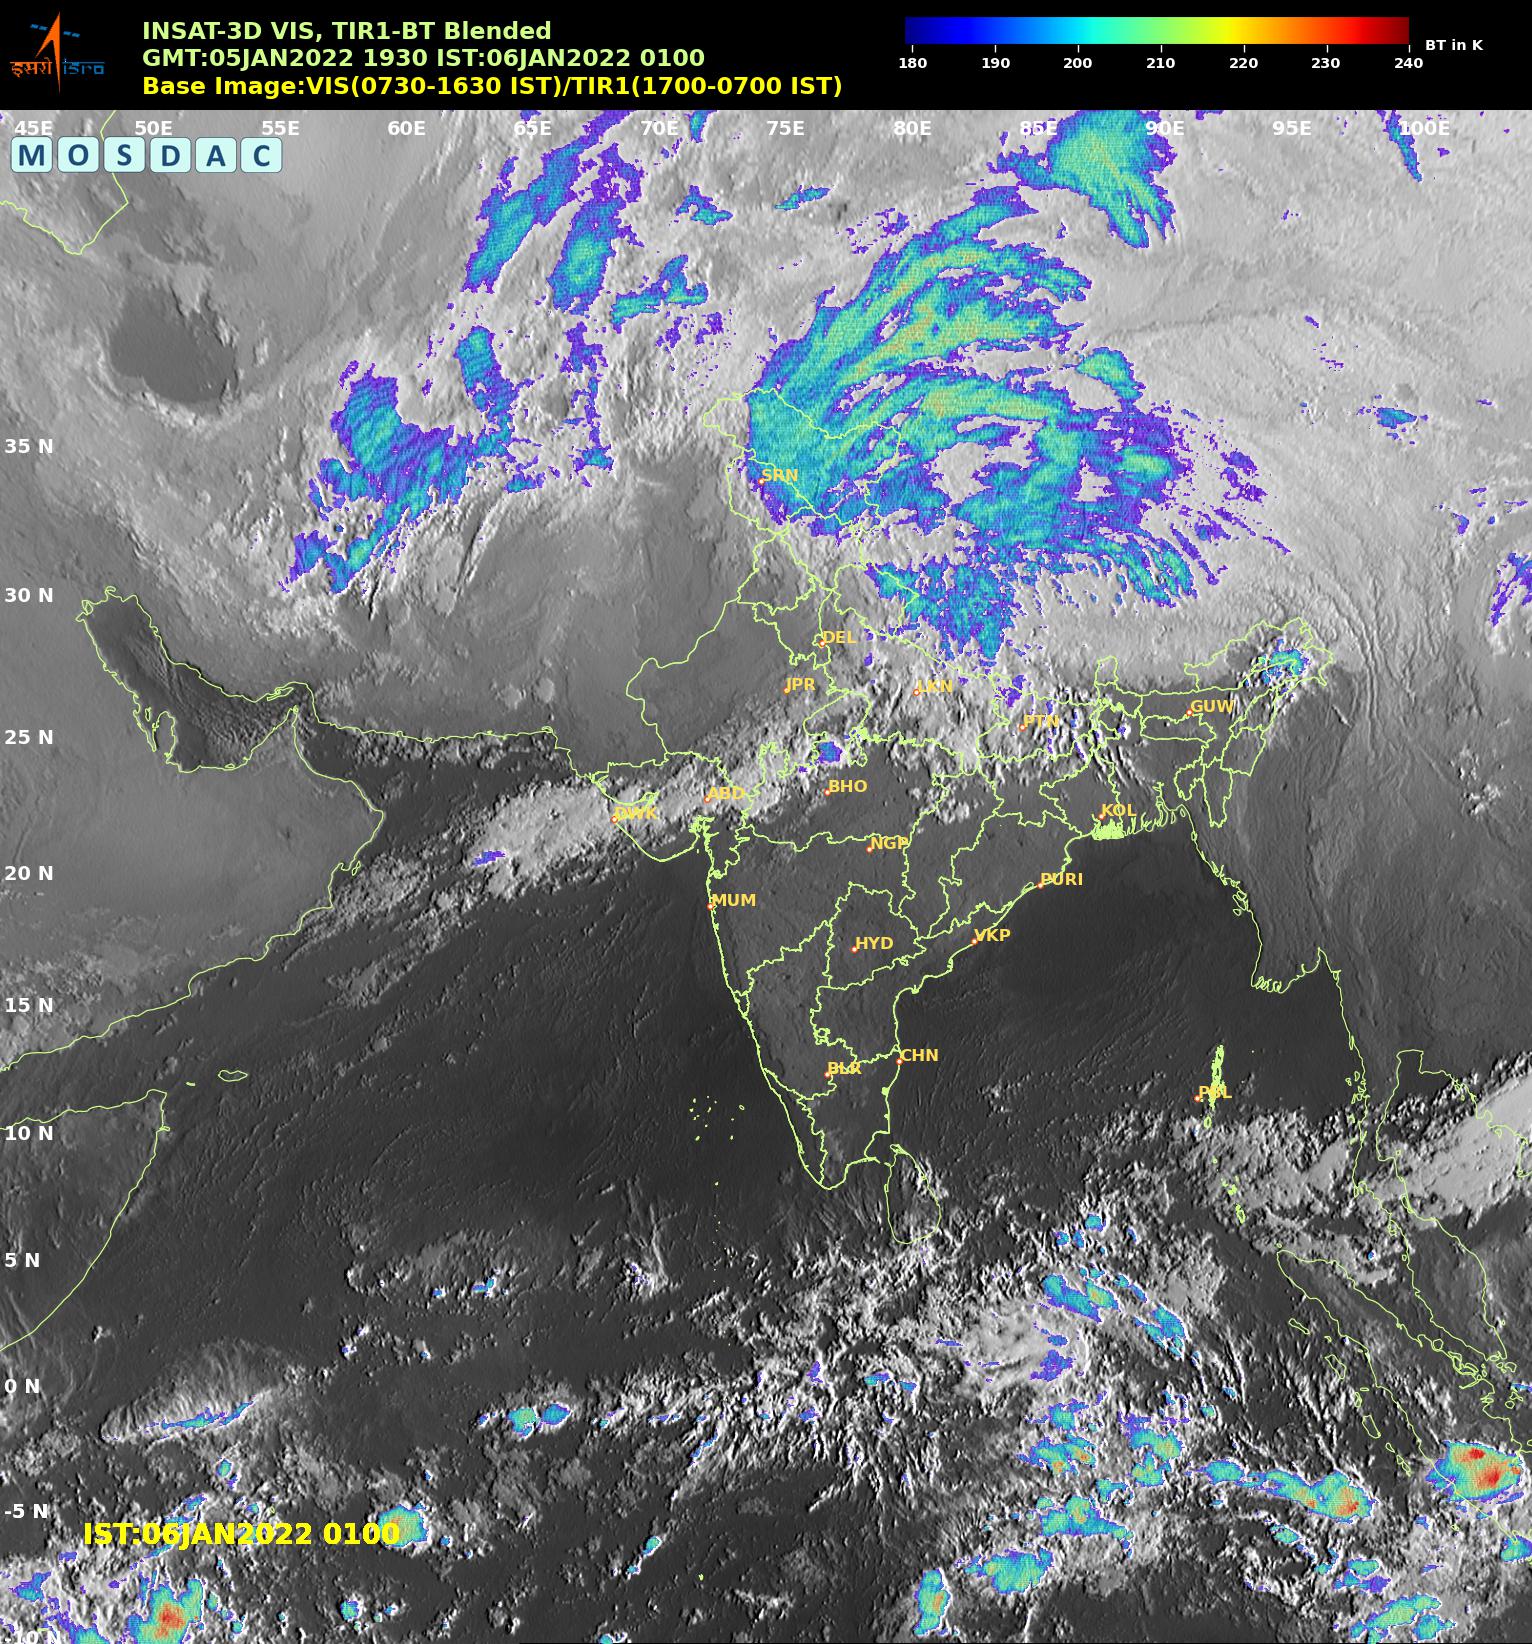 INSAT-3D VIS, TIR1-BT Blended
GMT:05JAN2022 1930 IST:06JAN2022 0100
Base Image:VIS(0730-1630 IST)/TIR1(1700-0700 IST)
इसरो isro
BT in K
180 190 200 210 220 230 240
45E 50E 55E 60E 65E 70E 75E 80E 85E 90E 95E 100E
MOSDAC
35 N
SRN
30 N
DEL
JPR
LKN
GUW
PTN
25 N
BHO
ABD
DWK
KOL
NGP
20 N
PURI
MUM
VKP
HYD
15 N
CHN
BLR
PBL
10 N
5 N
0 N
-5 N
IST:06JAN2022 0100
-10 N